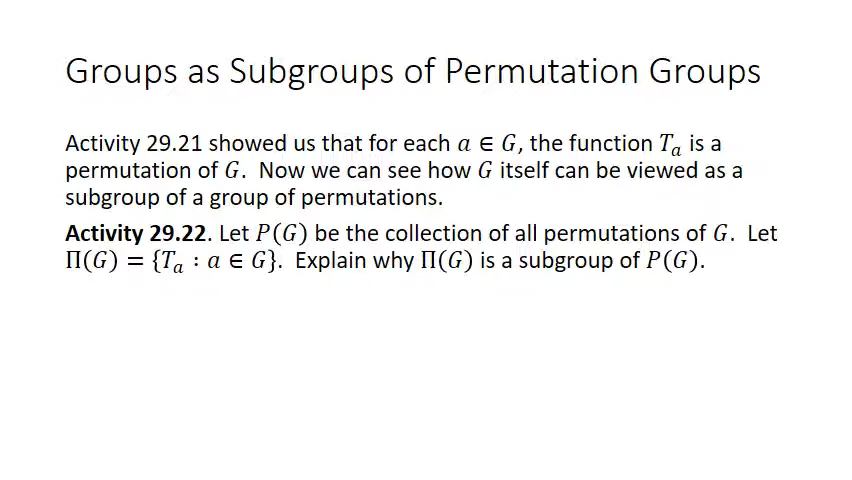 Groups as Subgroups of Permutation Groups
Activity 29.21 showed us that for each 𝑎 ∈ 𝐺, the function 𝑇ₐ is a
permutation of 𝐺.  Now we can see how 𝐺 itself can be viewed as a
subgroup of a group of permutations.
Activity 29.22. Let 𝑃(𝐺) be the collection of all permutations of 𝐺.  Let
Π(𝐺) = {𝑇ₐ : 𝑎 ∈ 𝐺}.  Explain why Π(𝐺) is a subgroup of 𝑃(𝐺).